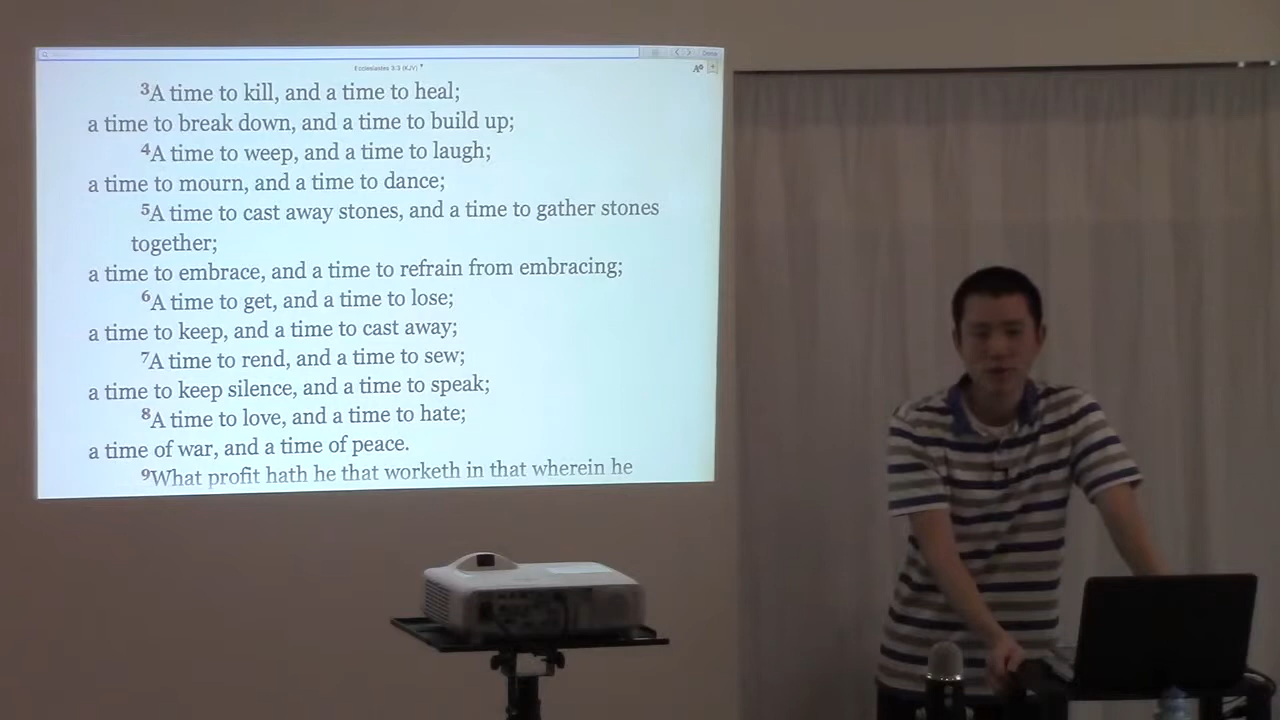 Done
Ecclesiastes 3:3 (KJV)
³A time to kill, and a time to heal;
a time to break down, and a time to build up;
⁴A time to weep, and a time to laugh;
a time to mourn, and a time to dance;
⁵A time to cast away stones, and a time to gather stones
together;
a time to embrace, and a time to refrain from embracing;
⁶A time to get, and a time to lose;
a time to keep, and a time to cast away;
⁷A time to rend, and a time to sew;
a time to keep silence, and a time to speak;
⁸A time to love, and a time to hate;
a time of war, and a time of peace.
⁹What profit hath he that worketh in that wherein he